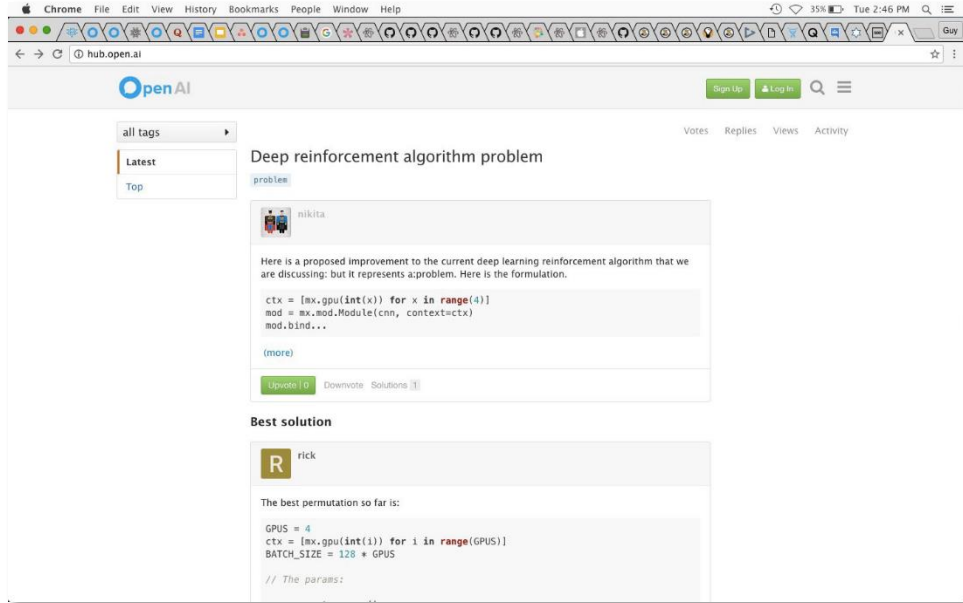 Chrome File Edit View History Bookmarks People Window Help 35% Tue 2:46 PM
Guy
hub.open.ai
Open AI Sign Up Log In
all tags Votes Replies Views Activity
Latest
Top
Deep reinforcement algorithm problem
problem
nikita
Here is a proposed improvement to the current deep learning reinforcement algorithm that we
are discussing: but it represents a:problem. Here is the formulation.
ctx = [mx.gpu(int(x)) for x in range(4)]
mod = mx.mod.Module(cnn, context=ctx)
mod.bind...
(more)
Upvote | 0 Downvote Solutions 1
Best solution
R rick
The best permutation so far is:
GPUS = 4
ctx = [mx.gpu(int(i)) for i in range(GPUS)]
BATCH_SIZE = 128 * GPUS
// The params: